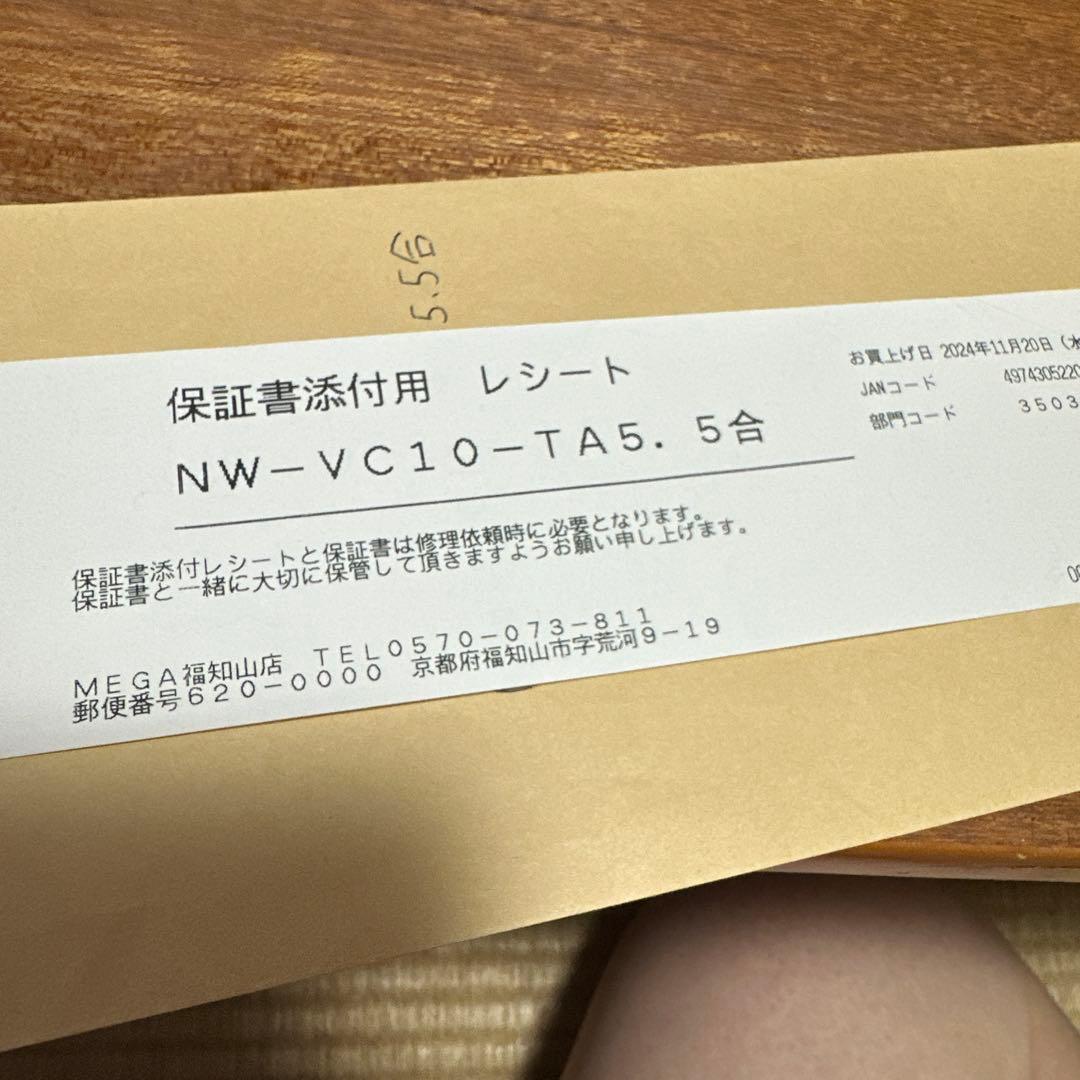 5.5合
保証書添付用　レシート
お買上げ日 2024年11月20日（水
ＮＷ－ＶＣ１０－ＴＡ５．５合
JANコード 4974305220
部門コード ３５０３
保証書添付レシートと保証書は修理依頼時に必要となります。
保証書と一緒に大切に保管して頂きますようお願い申し上げます。
ＭＥＧＡ福知山店　ＴＥＬ０５７０－０７３－８１１
郵便番号６２０－００００　京都府福知山市字荒河９－１９